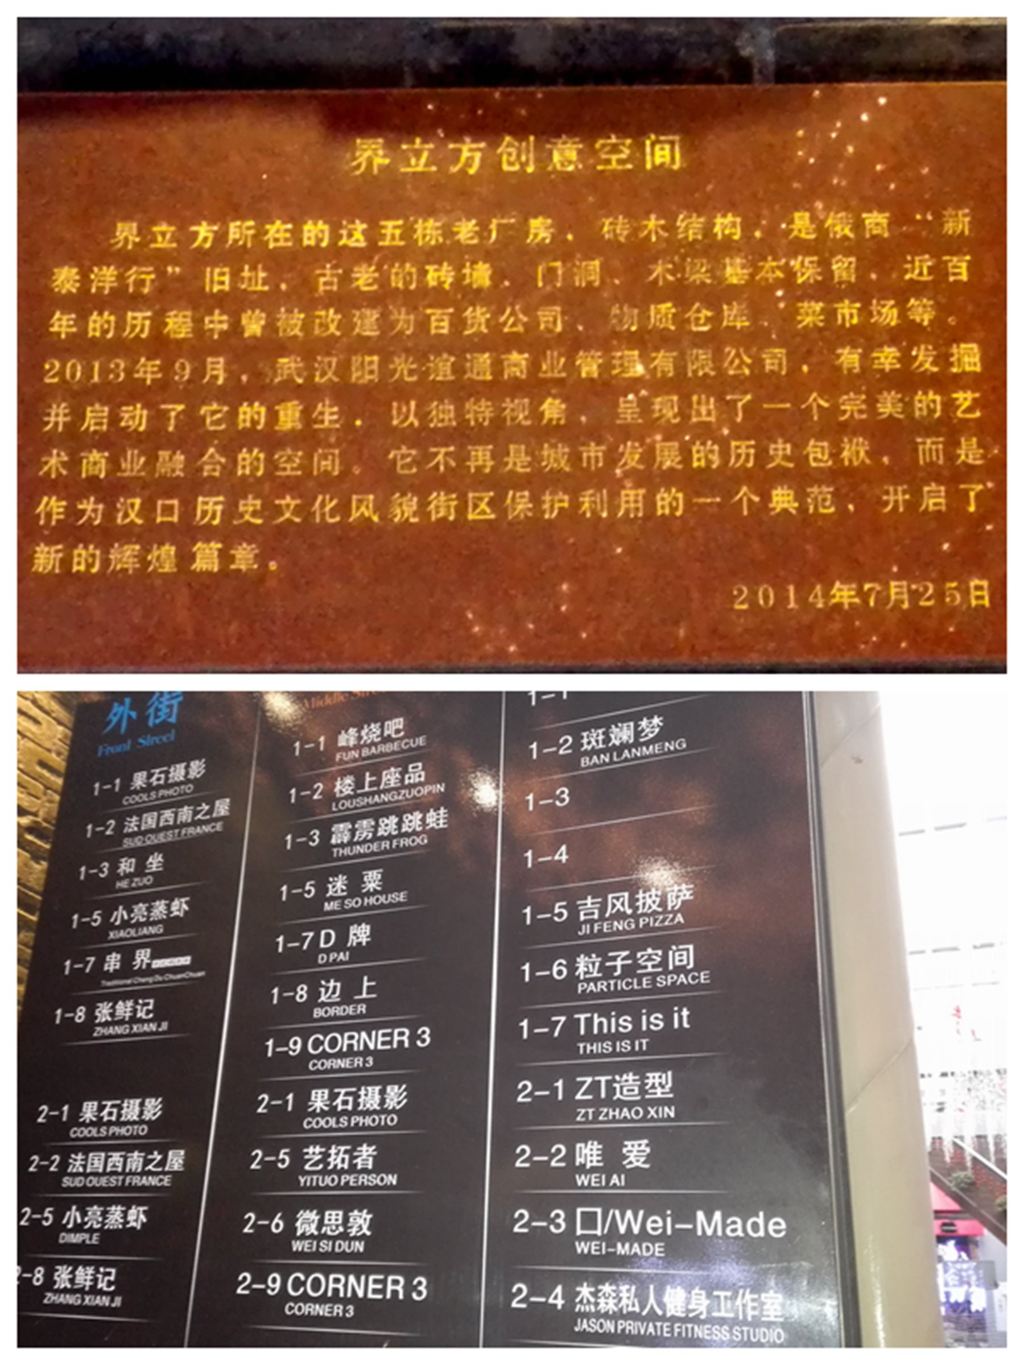 界立方创意空间
界立方所在的这五栋老厂房，砖木结构，是俄商“新
泰洋行”旧址，古老的砖墙、门洞、木梁基本保留，近百
年的历程中曾被改建为百货公司、物质仓库、菜市场等。
2013年9月，武汉阳光谊通商业管理有限公司，有幸发掘
并启动了它的重生，以独特视角，呈现出了一个完美的艺
术商业融合的空间。它不再是城市发展的历史包袱，而是
作为汉口历史文化风貌街区保护利用的一个典范，开启了
新的辉煌篇章。
2014年7月25日
外街
Front Street
1-1 果石摄影
COOLS PHOTO
1-2 法国西南之屋
SUD OUEST FRANCE
1-3 和 坐
HE ZUO
1-5 小亮蒸虾
XIAOLIANG
1-7 串 界
Traditional Cheng Du ChuanChuan
1-8 张鲜记
ZHANG XIAN JI
2-1 果石摄影
COOLS PHOTO
2-2 法国西南之屋
SUD OUEST FRANCE
2-5 小亮蒸虾
DIMPLE
2-8 张鲜记
ZHANG XIAN JI
Middle Street
1-1 峰烧吧
FUN BARBECUE
1-2 楼上座品
LOUSHANGZUOPIN
1-3 霹雳跳跳蛙
THUNDER FROG
1-5 迷 粟
ME SO HOUSE
1-7 D 牌
D PAI
1-8 边 上
BORDER
1-9 CORNER 3
CORNER 3
2-1 果石摄影
COOLS PHOTO
2-5 艺拓者
YITUO PERSON
2-6 微思敦
WEI SI DUN
2-9 CORNER 3
CORNER 3
1-1
1-2 斑斓梦
BAN LANMENG
1-3
1-4
1-5 吉风披萨
JI FENG PIZZA
1-6 粒子空间
PARTICLE SPACE
1-7 This is it
THIS IS IT
2-1 ZT造型
ZT ZHAO XIN
2-2 唯 爱
WEI AI
2-3 囗/Wei-Made
WEI-MADE
2-4 杰森私人健身工作室
JASON PRIVATE FITNESS STUDIO